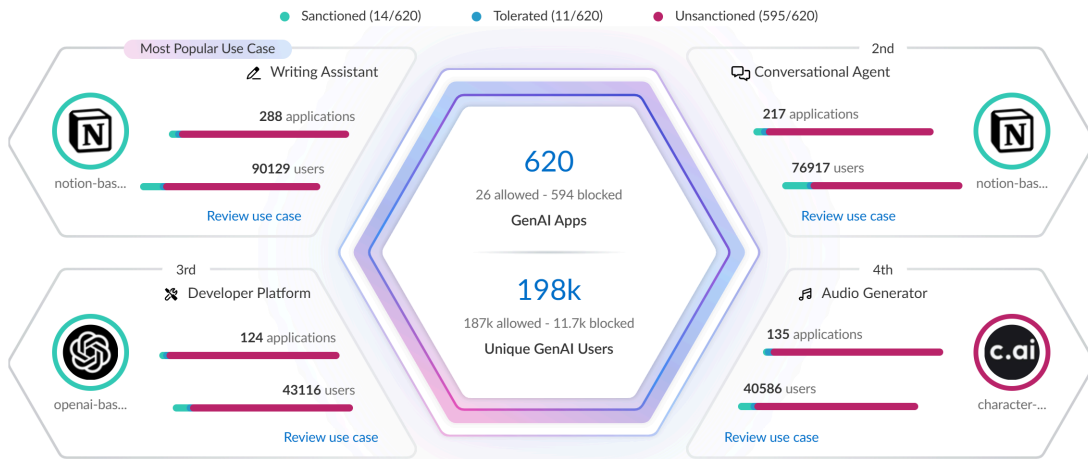 Sanctioned (14/620) Tolerated (11/620) Unsanctioned (595/620)
Most Popular Use Case
Writing Assistant
288 applications
90129 users
notion-bas...
Review use case
2nd
Conversational Agent
217 applications
76917 users
notion-bas...
Review use case
620
26 allowed - 594 blocked
GenAI Apps
198k
187k allowed - 11.7k blocked
Unique GenAI Users
3rd
Developer Platform
124 applications
43116 users
openai-bas...
Review use case
4th
Audio Generator
135 applications
40586 users
c.ai
character-...
Review use case